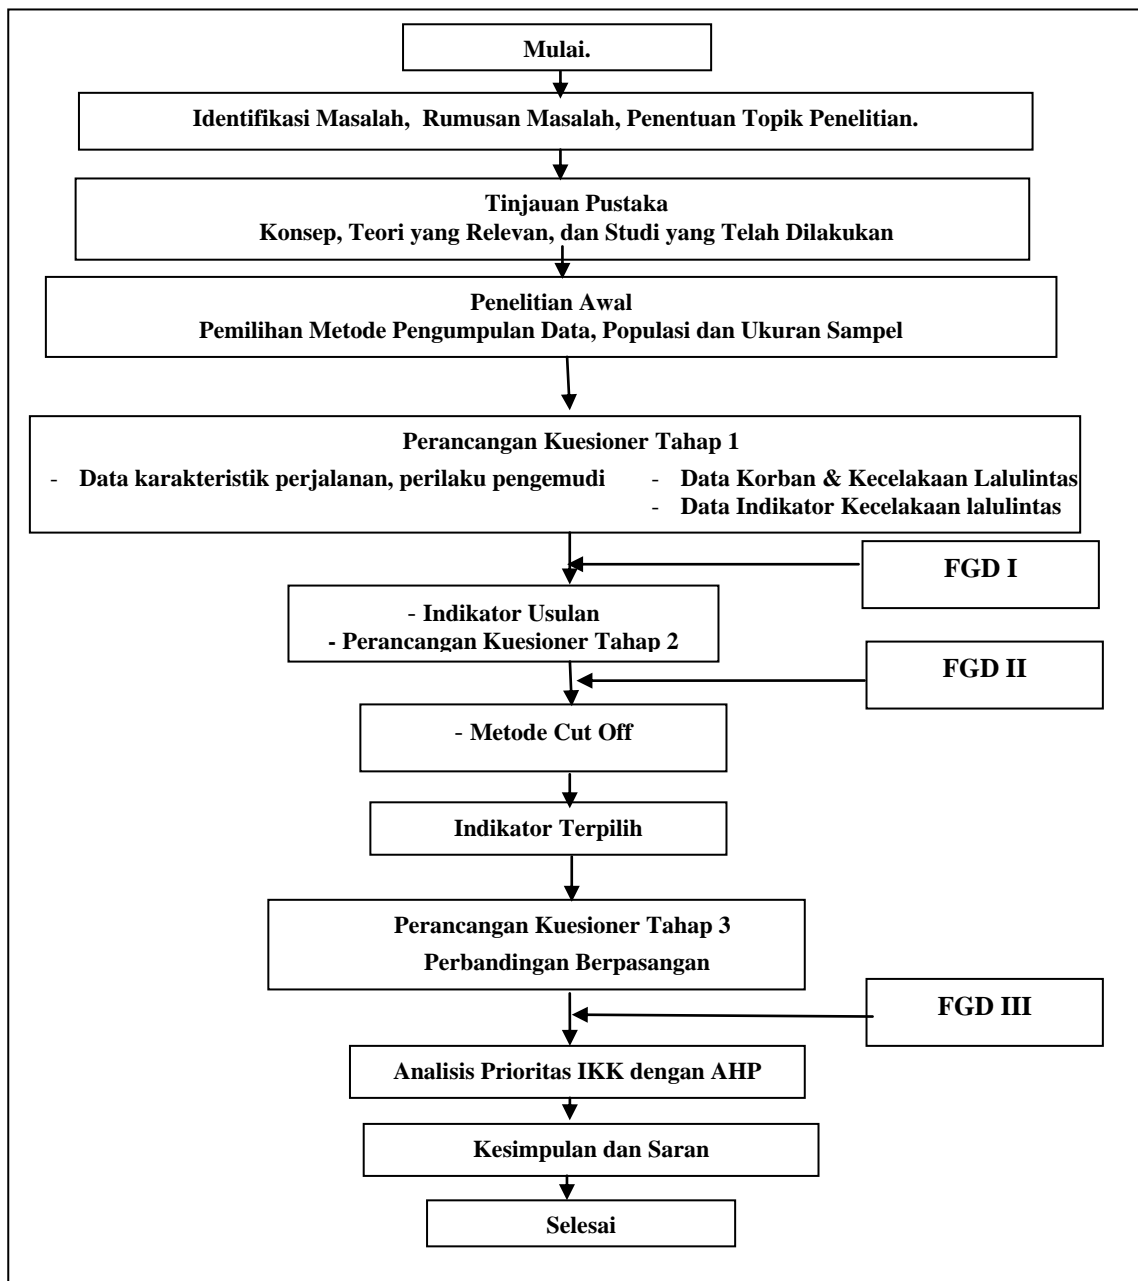 Mulai.
Identifikasi Masalah, Rumusan Masalah, Penentuan Topik Penelitian.
Tinjauan Pustaka
Konsep, Teori yang Relevan, dan Studi yang Telah Dilakukan
Penelitian Awal
Pemilihan Metode Pengumpulan Data, Populasi dan Ukuran Sampel
Perancangan Kuesioner Tahap 1
- Data karakteristik perjalanan, perilaku pengemudi
- Data Korban & Kecelakaan Lalulintas
- Data Indikator Kecelakaan lalulintas
FGD I
- Indikator Usulan
- Perancangan Kuesioner Tahap 2
FGD II
- Metode Cut Off
Indikator Terpilih
Perancangan Kuesioner Tahap 3
Perbandingan Berpasangan
FGD III
Analisis Prioritas IKK dengan AHP
Kesimpulan dan Saran
Selesai